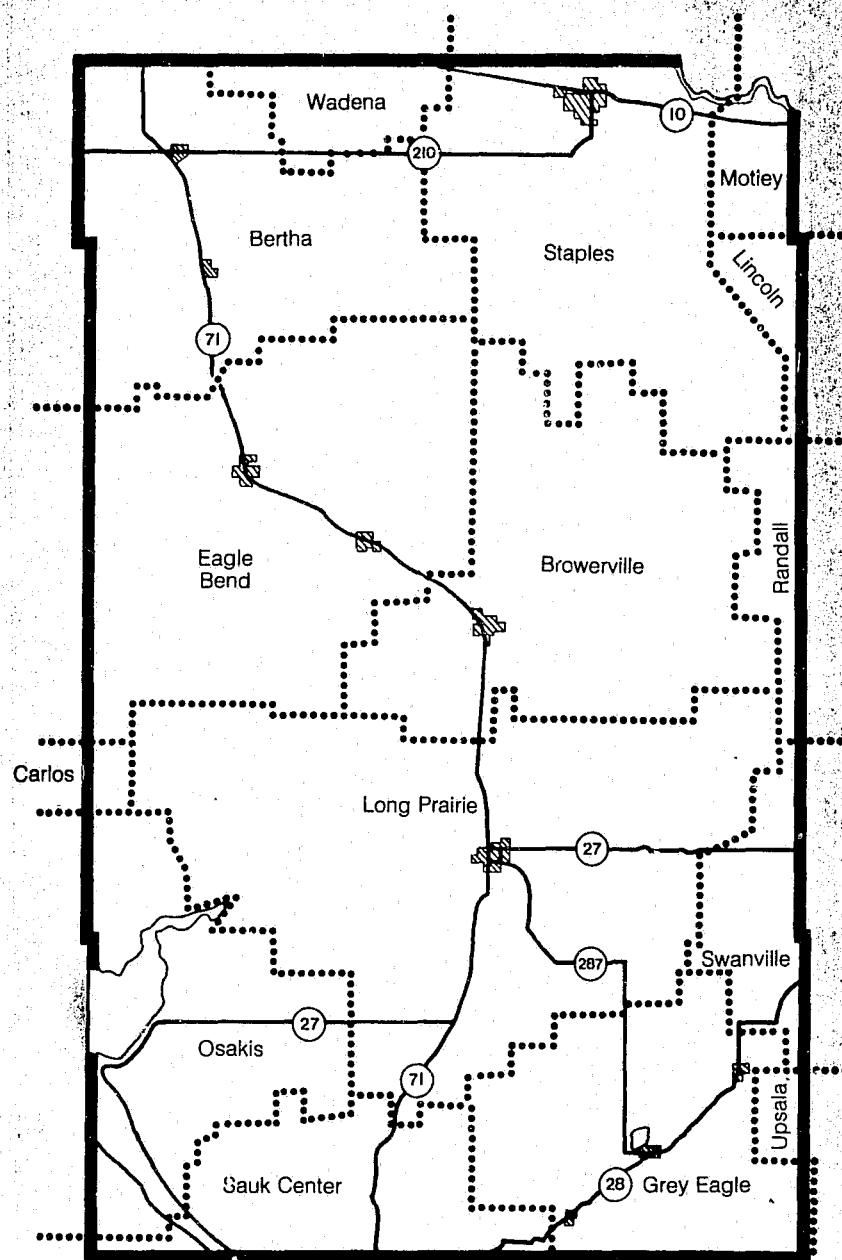 Wadena
10
210
Motley
Bertha
Staples
Lincoln
71
Eagle
Bend
Browerville
Randall
Carlos
Long Prairie
27
287
Swanville
27
Osakis
71
Upsala
Sauk Center
28
Grey Eagle